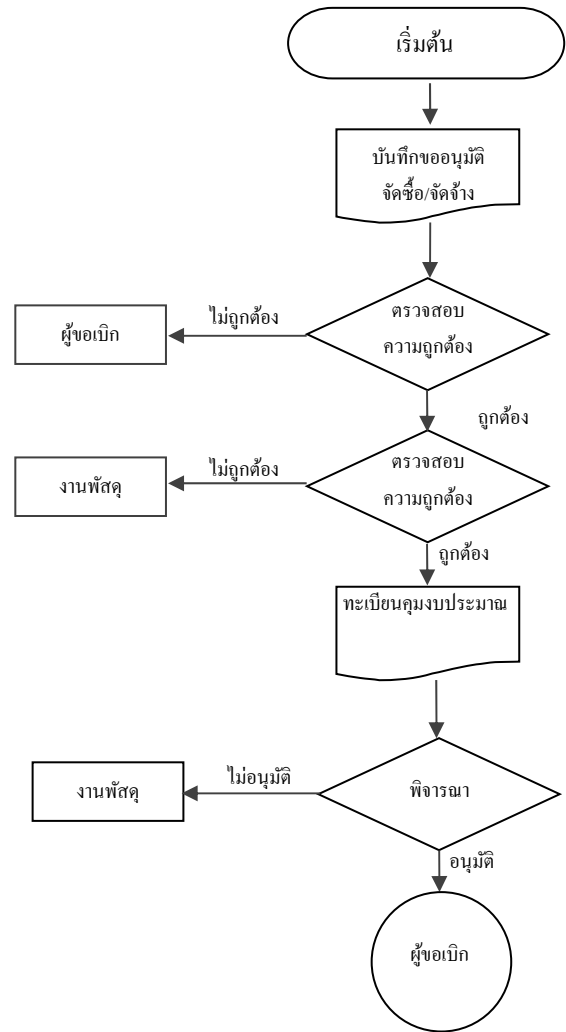 เริ่มต้น
บันทึกขออนุมัติ
จัดซื้อ/จัดจ้าง
ตรวจสอบ
ความถูกต้อง
ไม่ถูกต้อง
ผู้ขอเบิก
ถูกต้อง
ตรวจสอบ
ความถูกต้อง
ไม่ถูกต้อง
งานพัสดุ
ถูกต้อง
ทะเบียนคุมงบประมาณ
พิจารณา
ไม่อนุมัติ
งานพัสดุ
อนุมัติ
ผู้ขอเบิก